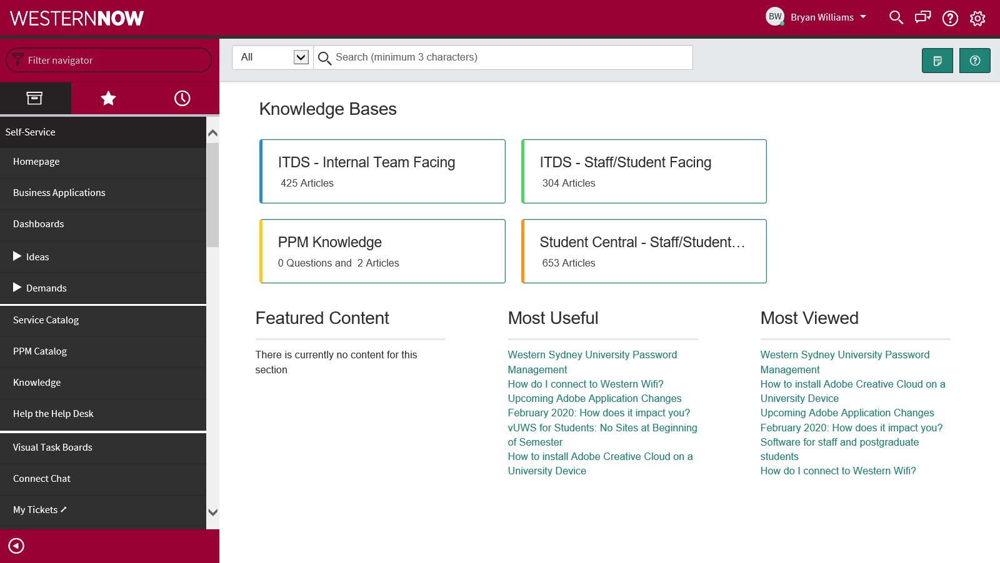 WESTERNNOW
BW
Bryan Williams
Filter navigator
All
Search (minimum 3 characters)
Self-Service
Homepage
Business Applications
Dashboards
Ideas
Demands
Service Catalog
PPM Catalog
Knowledge
Help the Help Desk
Visual Task Boards
Connect Chat
My Tickets
Knowledge Bases
ITDS - Internal Team Facing
425 Articles
ITDS - Staff/Student Facing
304 Articles
PPM Knowledge
0 Questions and 2 Articles
Student Central - Staff/Student…
653 Articles
Featured Content
There is currently no content for this
section
Most Useful
Western Sydney University Password
Management
How do I connect to Western Wifi?
Upcoming Adobe Application Changes
February 2020: How does it impact you?
vUWS for Students: No Sites at Beginning
of Semester
How to install Adobe Creative Cloud on a
University Device
Most Viewed
Western Sydney University Password
Management
How to install Adobe Creative Cloud on a
University Device
Upcoming Adobe Application Changes
February 2020: How does it impact you?
Software for staff and postgraduate
students
How do I connect to Western Wifi?